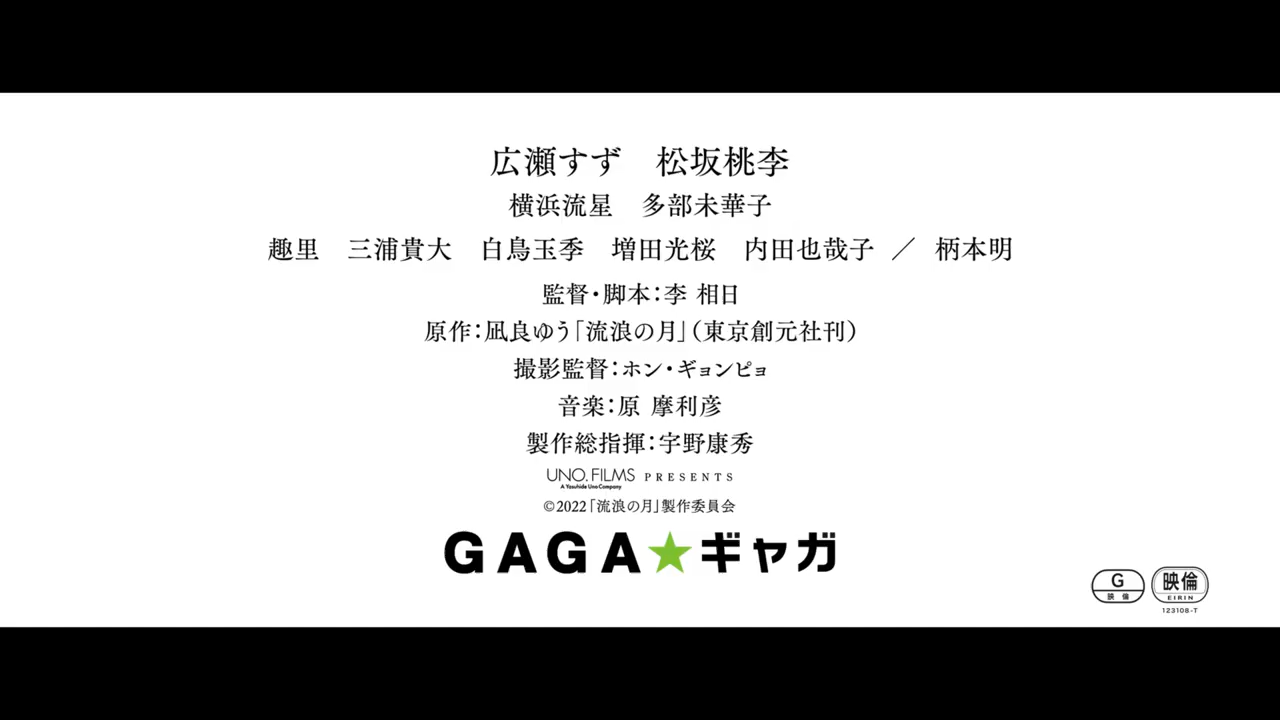 広瀬すず　松坂桃李
横浜流星　多部未華子
趣里　三浦貴大　白鳥玉季　増田光桜　内田也哉子 ／ 柄本明
監督・脚本：李 相日
原作：凪良ゆう「流浪の月」（東京創元社刊）
撮影監督：ホン・ギョンピョ
音楽：原 摩利彦
製作総指揮：宇野康秀
UNO.FILMS PRESENTS
A Yasuhide Uno Company
©2022「流浪の月」製作委員会
GAGA★ギャガ
G 映倫
映倫 EIRIN
123108-T